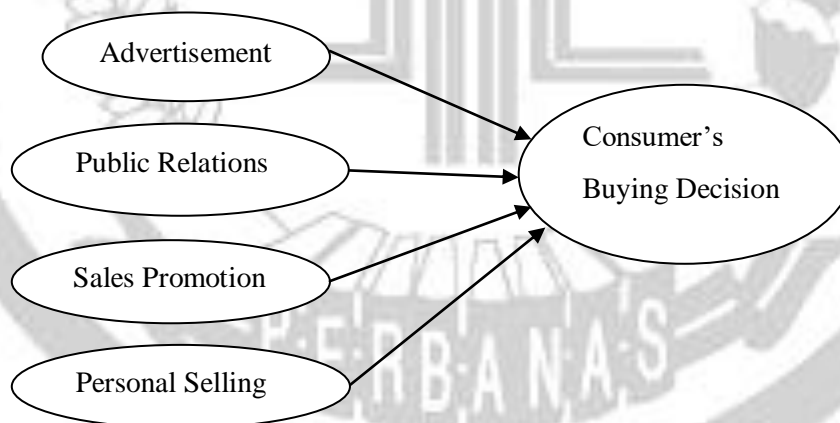 Advertisement
Public Relations
Sales Promotion
Personal Selling
Consumer’s
Buying Decision
P·E·R·B·A·N·A·S